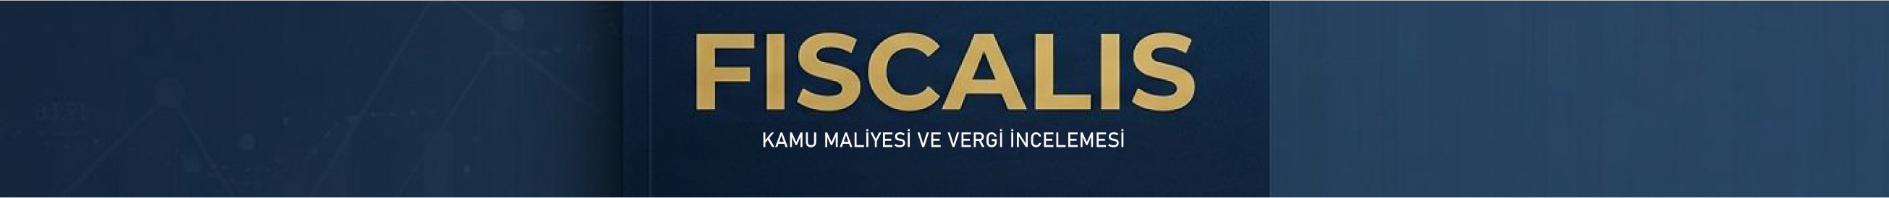 FISCALIS
KAMU MALİYESİ VE VERGİ İNCELEMESİ